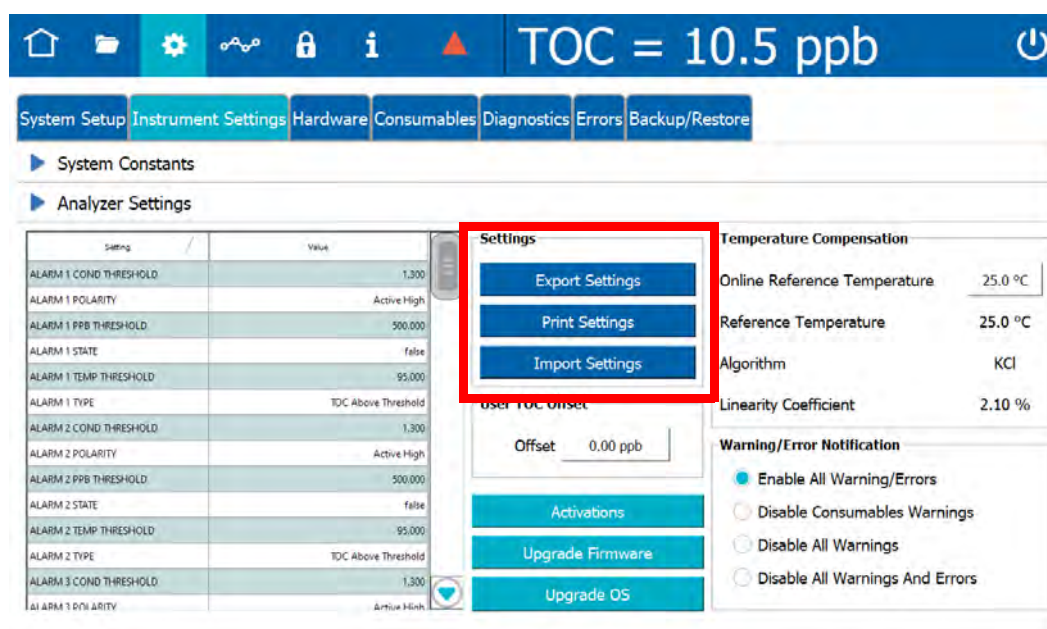 TOC = 10.5 ppb
System Setup Instrument Settings Hardware Consumables Diagnostics Errors Backup/Restore
System Constants
Analyzer Settings
Setting Value
ALARM 1 COND THRESHOLD 1.300
ALARM 1 POLARITY Active High
ALARM 1 PPB THRESHOLD 500.000
ALARM 1 STATE false
ALARM 1 TEMP THRESHOLD 95.000
ALARM 1 TYPE TOC Above Threshold
ALARM 2 COND THRESHOLD 1.300
ALARM 2 POLARITY Active High
ALARM 2 PPB THRESHOLD 500.000
ALARM 2 STATE false
ALARM 2 TEMP THRESHOLD 95.000
ALARM 2 TYPE TOC Above Threshold
ALARM 3 COND THRESHOLD 1.300
ALARM 3 POLARITY Active High
Settings
Export Settings
Print Settings
Import Settings
User TOC Offset
Offset 0.00 ppb
Activations
Upgrade Firmware
Upgrade OS
Temperature Compensation
Online Reference Temperature 25.0 °C
Reference Temperature 25.0 °C
Algorithm KCl
Linearity Coefficient 2.10 %
Warning/Error Notification
Enable All Warning/Errors
Disable Consumables Warnings
Disable All Warnings
Disable All Warnings And Errors